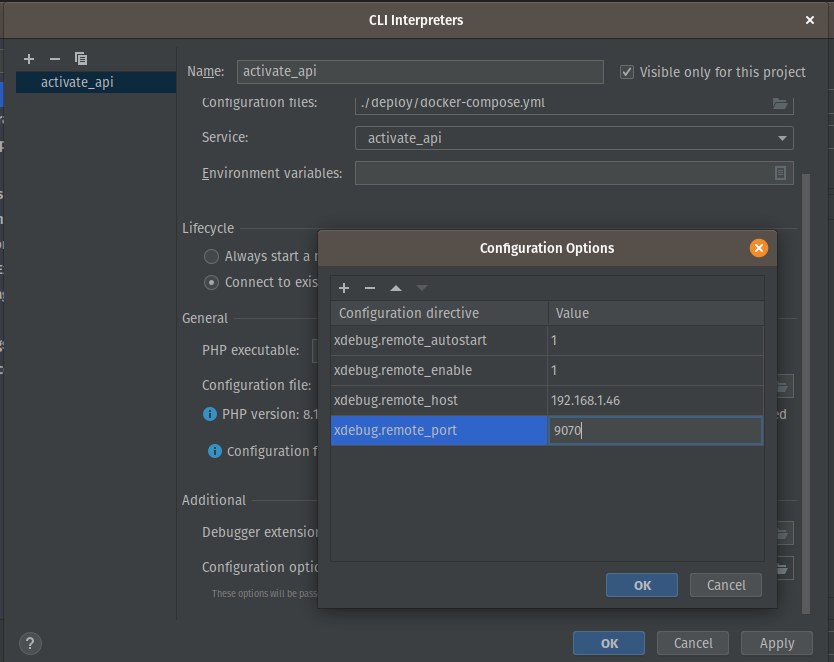 CLI Interpreters
activate_api
Name: activate_api Visible only for this project
Configuration files: ./deploy/docker-compose.yml
Service: activate_api
Environment variables:
Lifecycle
Always start a
Connect to exis
General
PHP executable:
Configuration file:
PHP version: 8.1
ed
Configuration f
Additional
Debugger extension
Configuration optio
These options will be pass
Configuration Options
Configuration directive Value
xdebug.remote_autostart 1
xdebug.remote_enable 1
xdebug.remote_host 192.168.1.46
xdebug.remote_port 9070
OK Cancel
? OK Cancel Apply